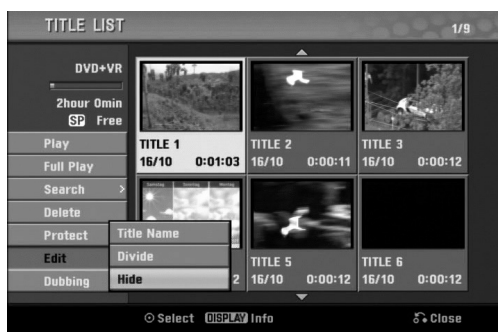 TITLE LIST
1/9
DVD+VR
2hour 0min
SP Free
Play
Full Play
Search >
Delete
Protect
Edit
Dubbing
Title Name
Divide
Hide
TITLE 1
16/10 0:01:03
TITLE 2
16/10 0:00:11
TITLE 3
16/10 0:00:12
2
TITLE 5
16/10 0:00:12
TITLE 6
16/10 0:00:12
Select DISPLAY Info
Close